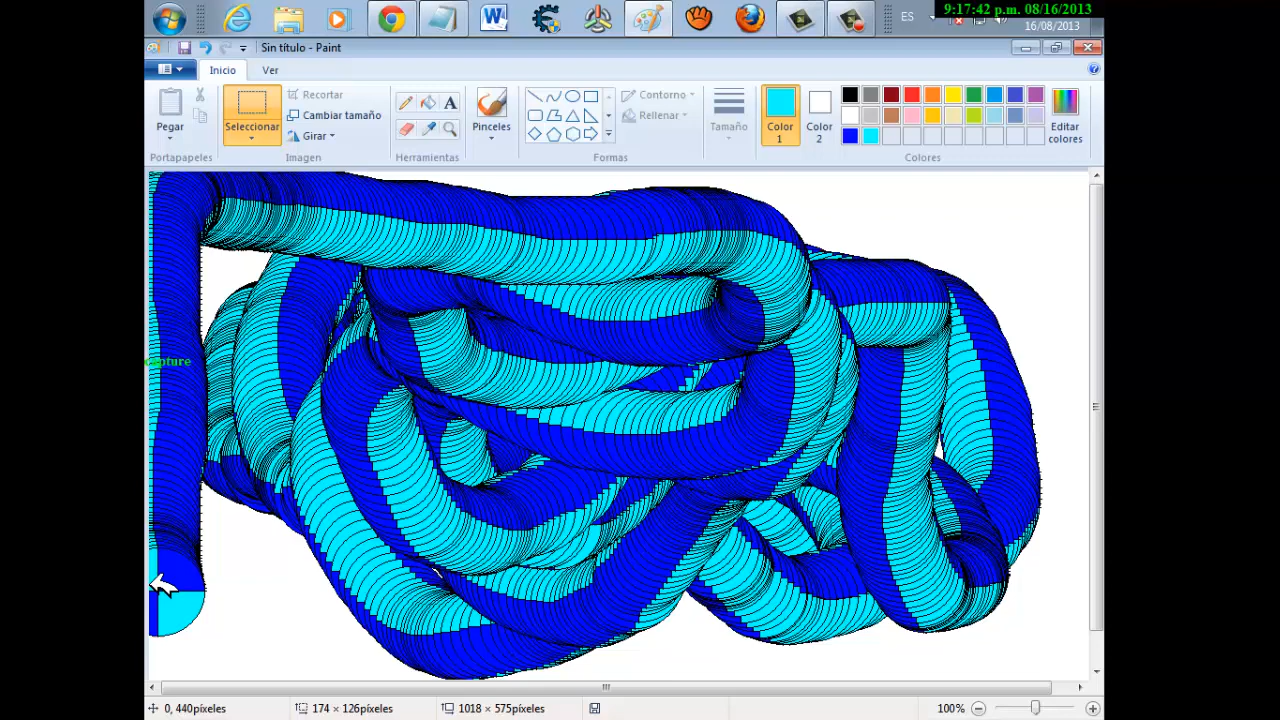 9:17:42 p.m. 08/16/2013
ES
16/08/2013
Sin título - Paint
Inicio
Ver
Pegar
Seleccionar
Recortar
Cambiar tamaño
Girar
A
Pinceles
Contorno
Rellenar
Tamaño
Color 1
Color 2
Editar colores
Portapapeles
Imagen
Herramientas
Formas
Colores
0, 440píxeles
174 × 126píxeles
1018 × 575píxeles
100%